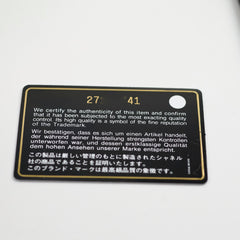 27 41
We certify the authenticity of this item and confirm
that it has been subjected to the most exacting quality
control. Its high quality is a symbol of the fine reputation
of the Trademark.
Wir bestätigen, dass es sich um einen Artikel handelt,
der während seiner Herstellung strengsten Kontrollen
unterworfen war, und dessen ausserordentliche Qualität
dem hohen Ansehen unserer Marke entspricht.
この製品は厳しい管理のもとに製造されたシャネル
社の商品であることを証明致します。
このブランド・マークは最高級品質の象徴です。